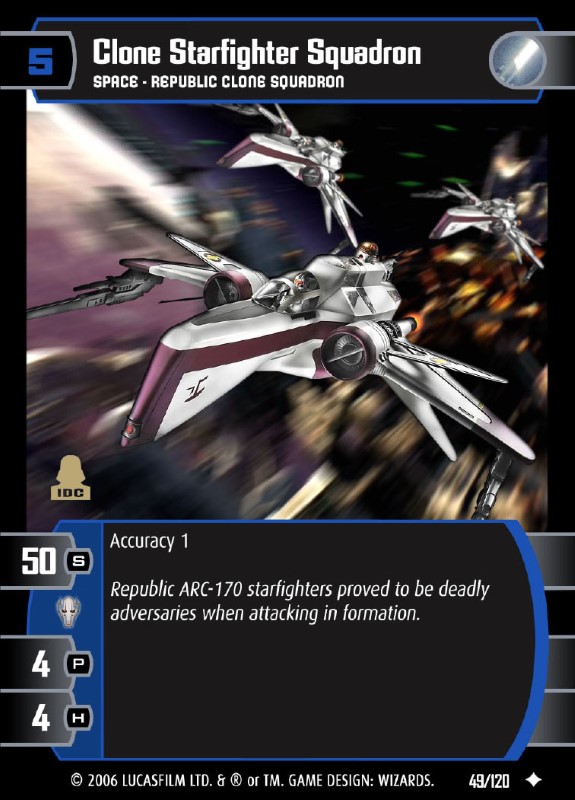 5
Clone Starfighter Squadron
SPACE - REPUBLIC CLONE SQUADRON
IDC
50 S
4 P
4 H
Accuracy 1
Republic ARC-170 starfighters proved to be deadly
adversaries when attacking in formation.
© 2006 LUCASFILM LTD. & ® or TM. GAME DESIGN: WIZARDS.
49/120